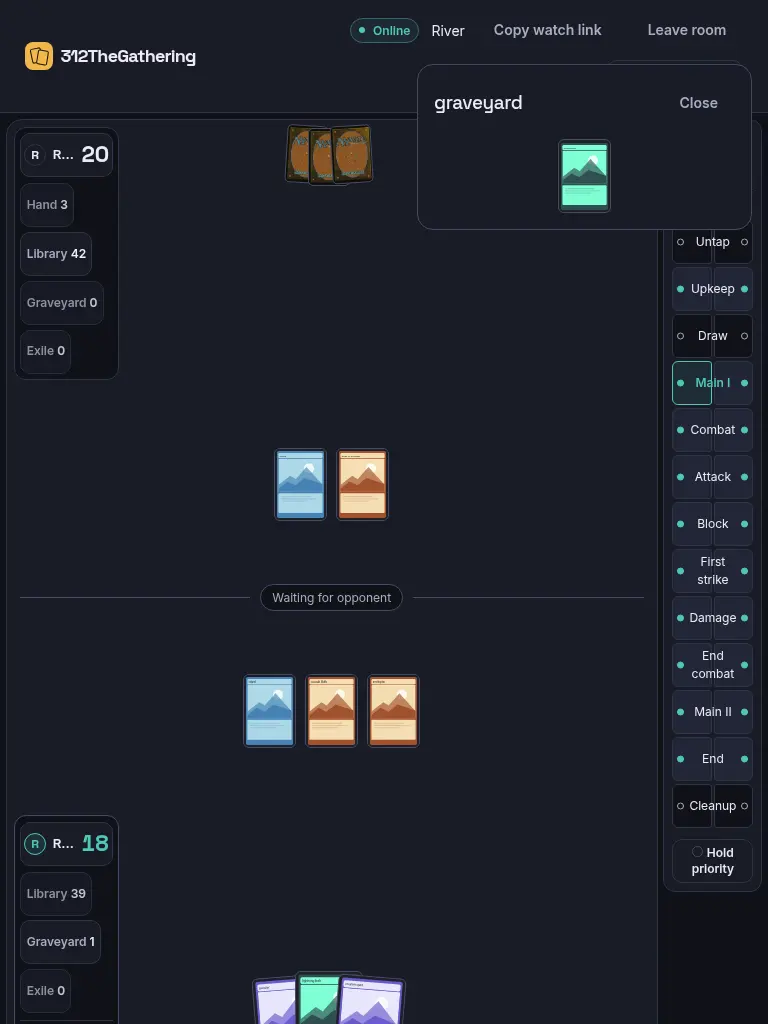 Online
River
Copy watch link
Leave room
312TheGathering
graveyard
Close
R
R...
20
Hand 3
Library 42
Graveyard 0
Exile 0
Untap
Upkeep
Draw
Main I
Combat
Attack
Block
First
strike
Damage
End
combat
Main II
End
Cleanup
Hold
priority
Waiting for opponent
R
R...
18
Library 39
Graveyard 1
Exile 0